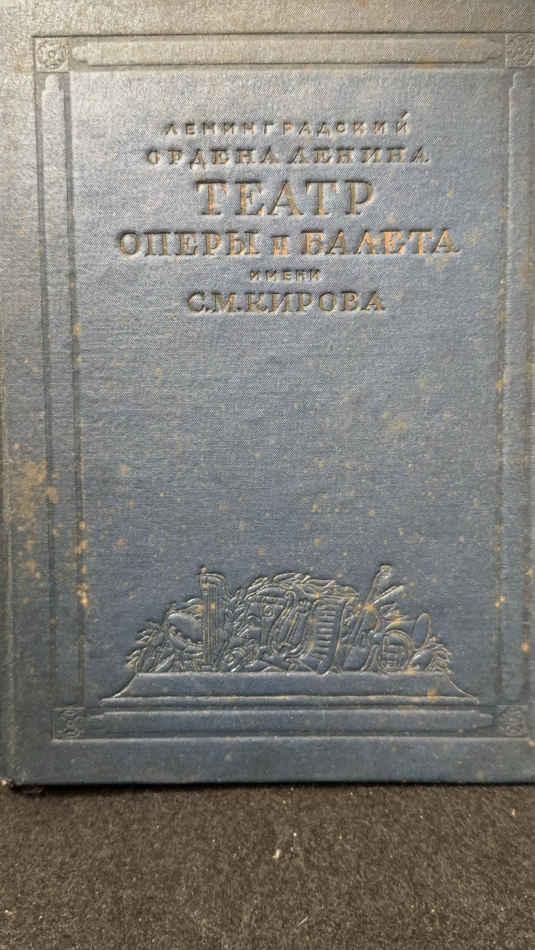 ЛЕНИНГРАДСКИЙ
ОРДЕНА ЛЕНИНА
ТЕАТР
ОПЕРЫ И БАЛЕТА
ИМЕНИ
С.М.КИРОВА